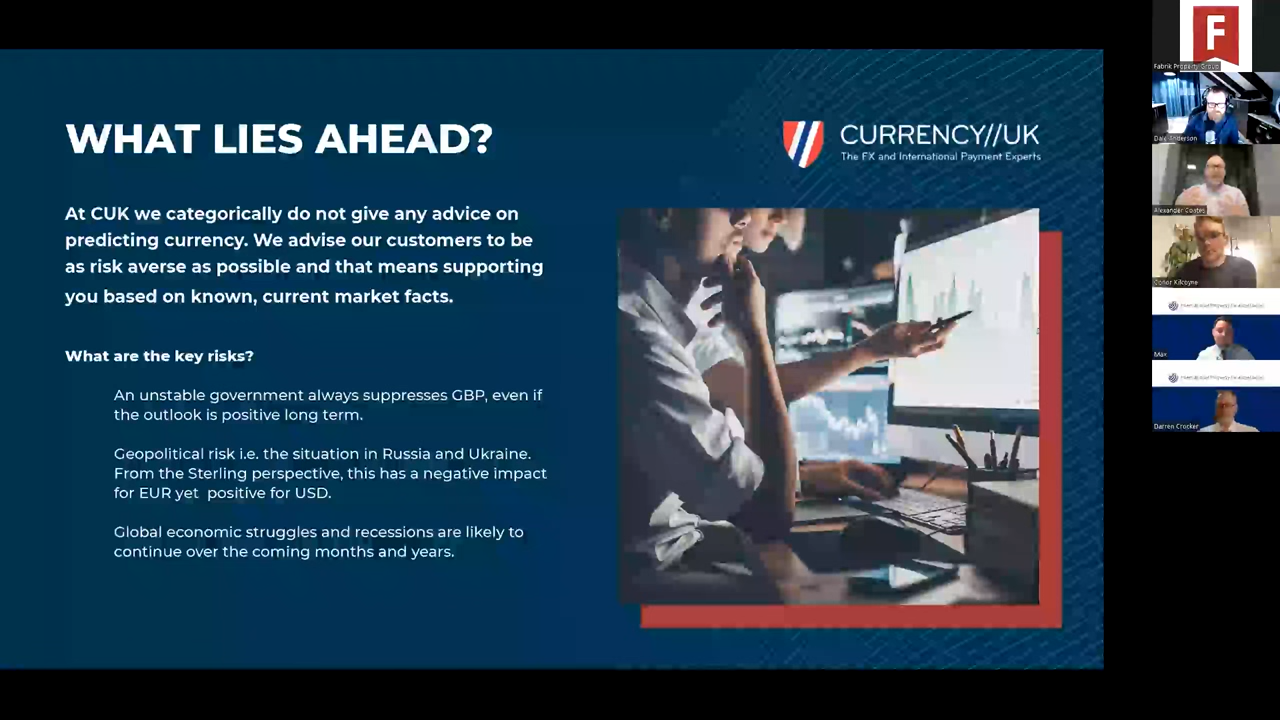 WHAT LIES AHEAD?
CURRENCY//UK
The FX and International Payment Experts
At CUK we categorically do not give any advice on
predicting currency. We advise our customers to be
as risk averse as possible and that means supporting
you based on known, current market facts.
What are the key risks?
An unstable government always suppresses GBP, even if
the outlook is positive long term.
Geopolitical risk i.e. the situation in Russia and Ukraine.
From the Sterling perspective, this has a negative impact
for EUR yet  positive for USD.
Global economic struggles and recessions are likely to
continue over the coming months and years.
F
Fabrik Property Group
Dale Anderson
Alexander Coates
Conor Kilcoyne
Max
Darren Crocker